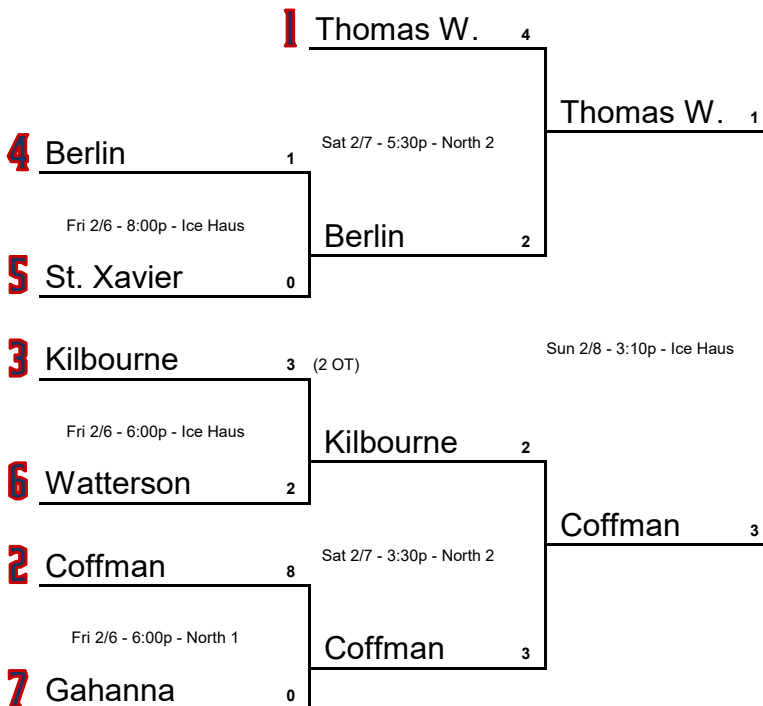 1 Thomas W. 4
Thomas W. 1
Sat 2/7 - 5:30p - North 2
4 Berlin 1
Fri 2/6 - 8:00p - Ice Haus
Berlin 2
5 St. Xavier 0
Sun 2/8 - 3:10p - Ice Haus
3 Kilbourne 3 (2 OT)
Fri 2/6 - 6:00p - Ice Haus
Kilbourne 2
6 Watterson 2
Coffman 3
Sat 2/7 - 3:30p - North 2
2 Coffman 8
Fri 2/6 - 6:00p - North 1
Coffman 3
7 Gahanna 0